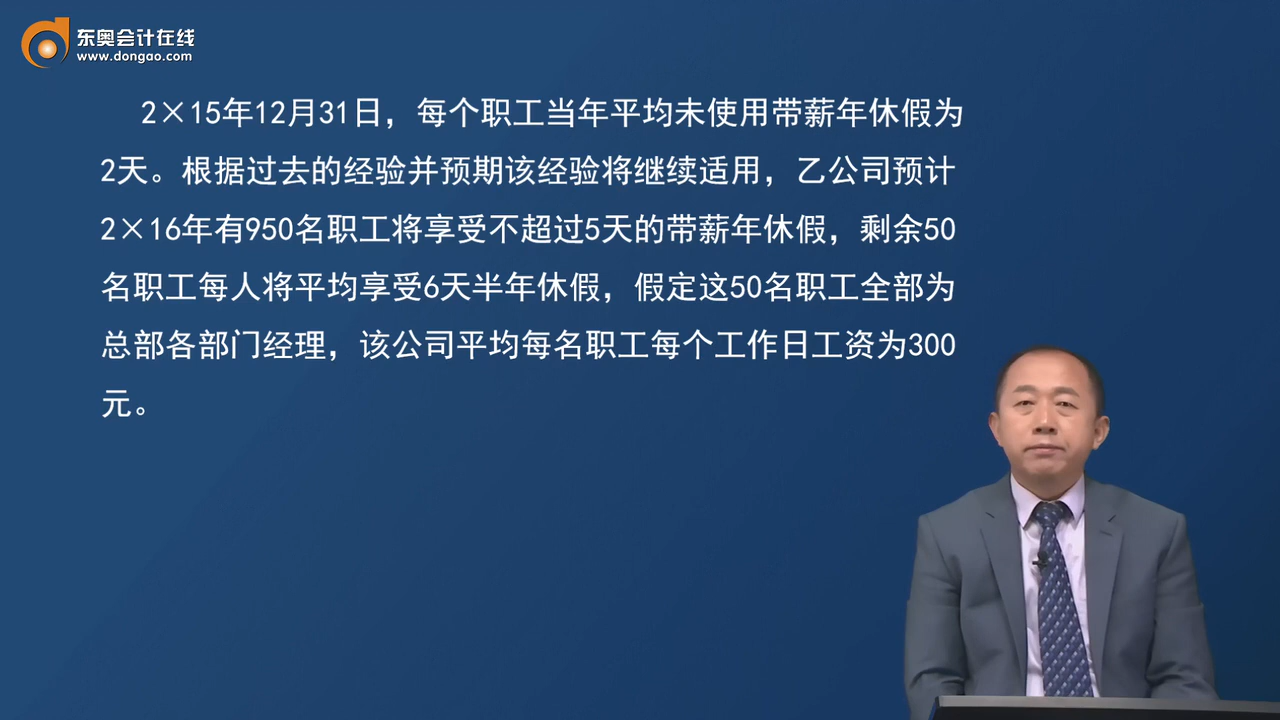 东奥会计在线
www.dongao.com
2×15年12月31日，每个职工当年平均未使用带薪年休假为
2天。根据过去的经验并预期该经验将继续适用，乙公司预计
2×16年有950名职工将享受不超过5天的带薪年休假，剩余50
名职工每人将平均享受6天半年休假，假定这50名职工全部为
总部各部门经理，该公司平均每名职工每个工作日工资为300
元。